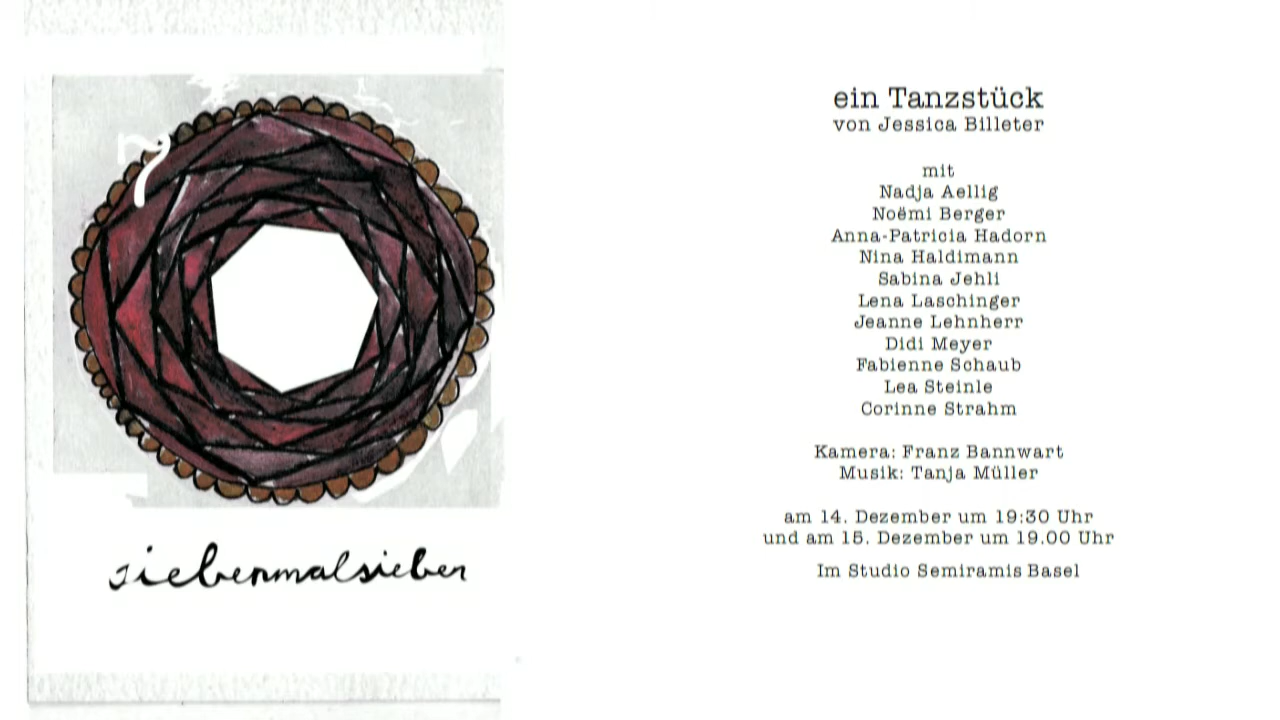 7
siebenmalsieben
ein Tanzstück
von Jessica Billeter
mit
Nadja Aellig
Noëmi Berger
Anna-Patricia Hadorn
Nina Haldimann
Sabina Jehli
Lena Laschinger
Jeanne Lehnherr
Didi Meyer
Fabienne Schaub
Lea Steinle
Corinne Strahm
Kamera: Franz Bannwart
Musik: Tanja Müller
am 14. Dezember um 19:30 Uhr
und am 15. Dezember um 19.00 Uhr
Im Studio Semiramis Basel